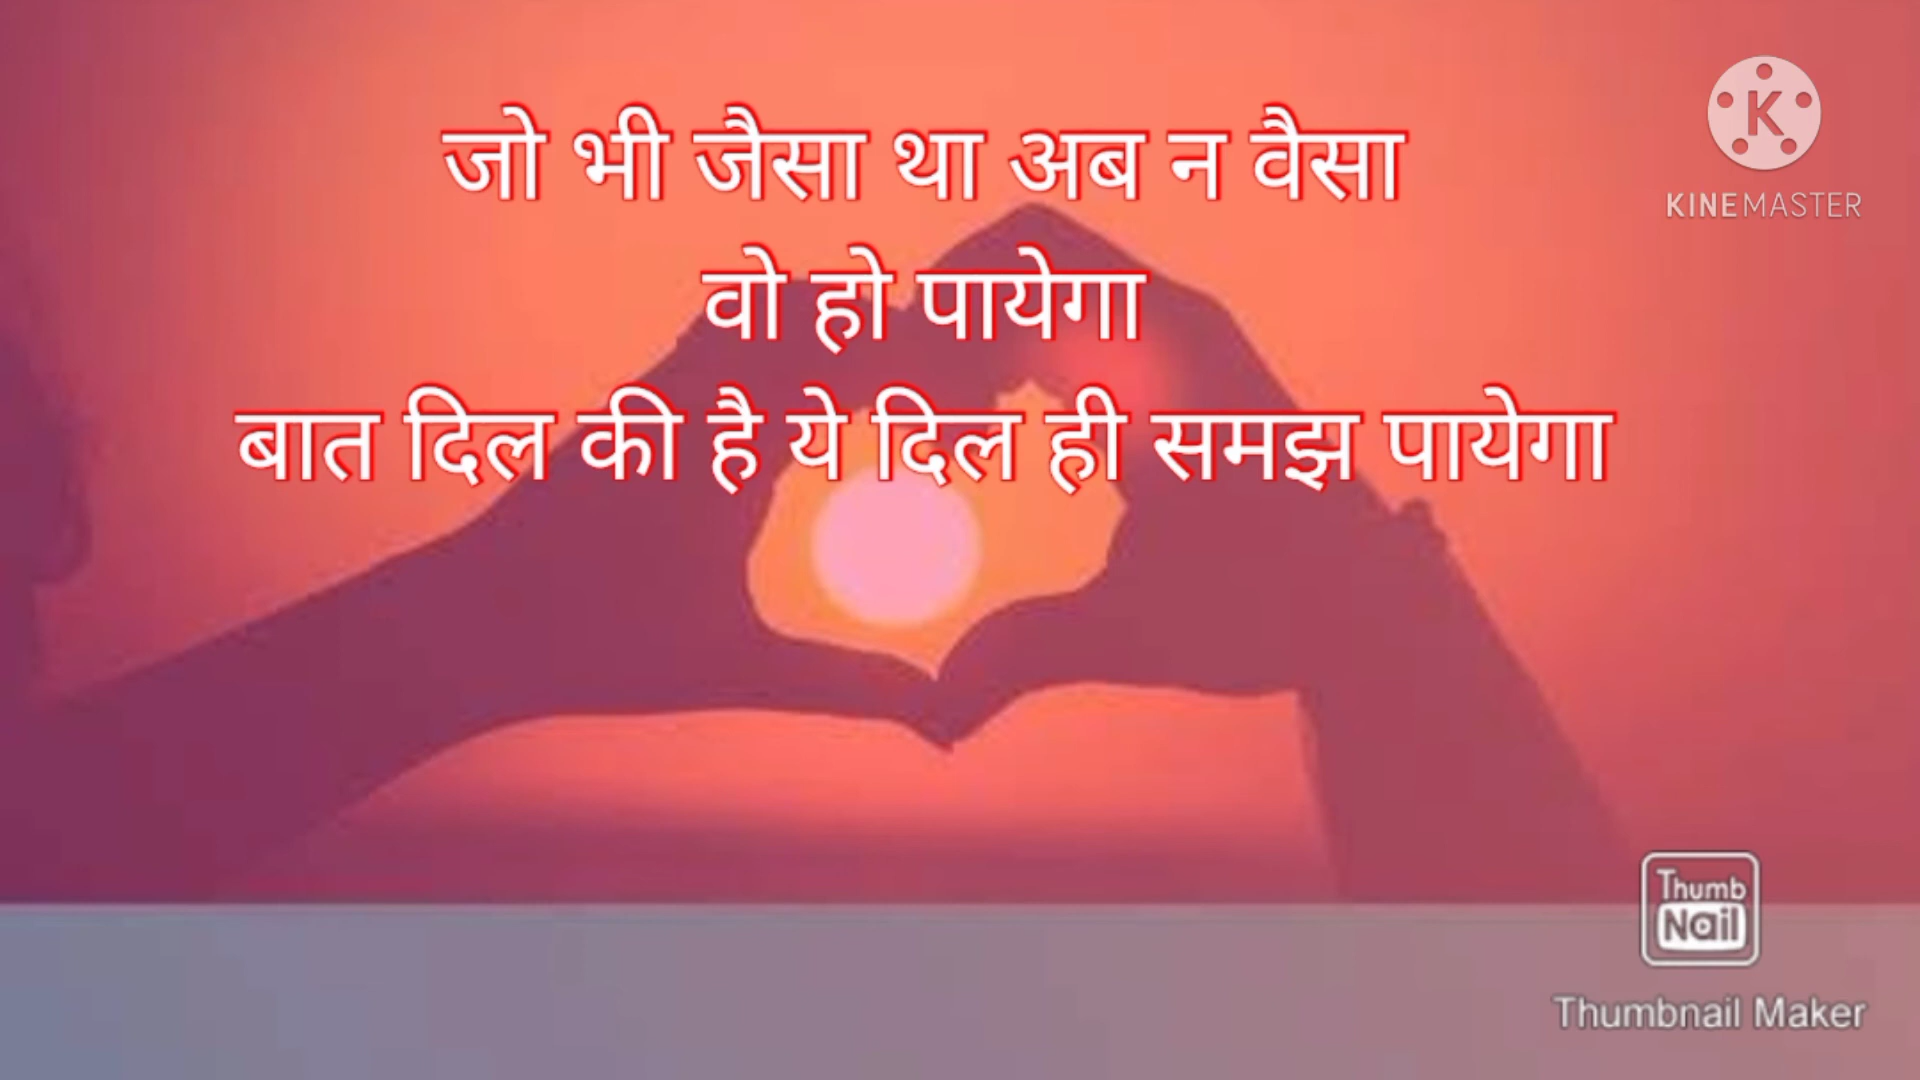 जो भी जैसा था अब न वैसा
वो हो पायेगा
बात दिल की है ये दिल ही समझ पायेगा
K
KINEMASTER
Thumb
Nail
Thumbnail Maker